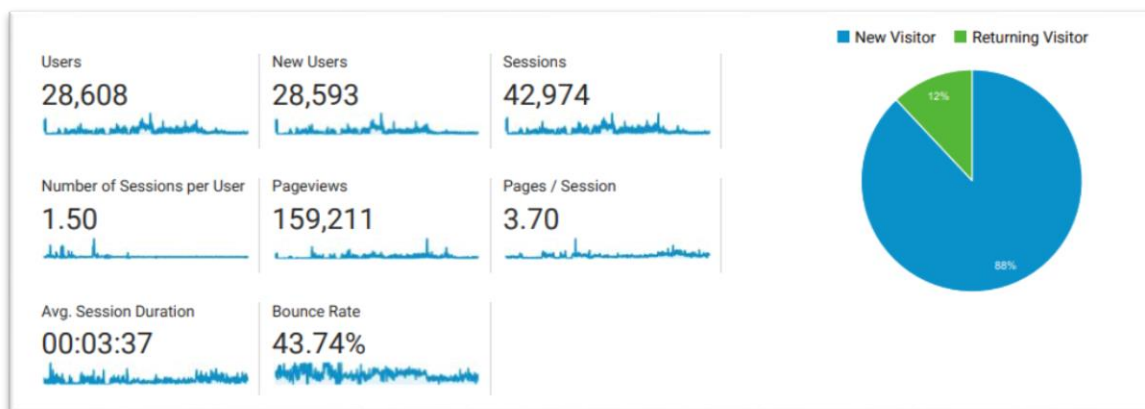 New Visitor Returning Visitor
Users New Users Sessions
28,608 28,593 42,974
12%
Number of Sessions per User Pageviews Pages / Session
1.50 159,211 3.70
88%
Avg. Session Duration Bounce Rate
00:03:37 43.74%